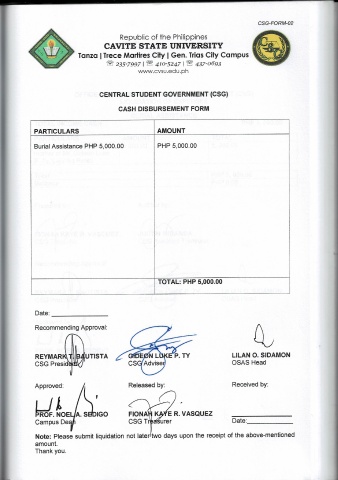 CSG-FORM-02
Republic of the Philippines
CAVITE STATE UNIVERSITY
Tanza | Trece Martires City | Gen. Trias City Campus
☏ 235-7997 | ☏ 410-5247 | ☏ 437-0693
www.cvsu.edu.ph
CENTRAL STUDENT GOVERNMENT (CSG)
CASH DISBURSEMENT FORM
PARTICULARS AMOUNT
Burial Assistance PHP 5,000.00 PHP 5,000.00
TOTAL: PHP 5,000.00
Date: _______________
Recommending Approval:
REYMARK T. BAUTISTA GIDEON LUKE P. TY LILAN O. SIDAMON
CSG President CSG Adviser OSAS Head
Approved: Released by: Received by:
PROF. NOEL A. SEDIGO FIONAH KAYE R. VASQUEZ
Campus Dean CSG Treasurer Date:____________
Note: Please submit liquidation not later two days upon the receipt of the above-mentioned
amount.
Thank you.